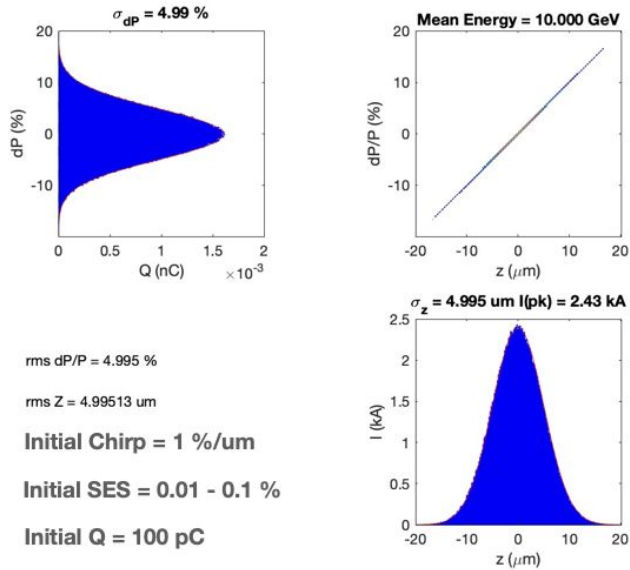 σdP = 4.99 %
20
10
0
-10
dP (%)
0
0.5
1
1.5
2
Q (nC)
×10-3
Mean Energy = 10.000 GeV
20
10
0
-10
dP/P (%)
-20
-10
0
10
20
z (μm)
σz = 4.995 um I(pk) = 2.43 kA
2.5
2
1.5
1
0.5
0
I (kA)
-20
-10
0
10
20
z (μm)
rms dP/P = 4.995 %
rms Z = 4.99513 um
Initial Chirp = 1 %/um
Initial SES = 0.01 - 0.1 %
Initial Q = 100 pC